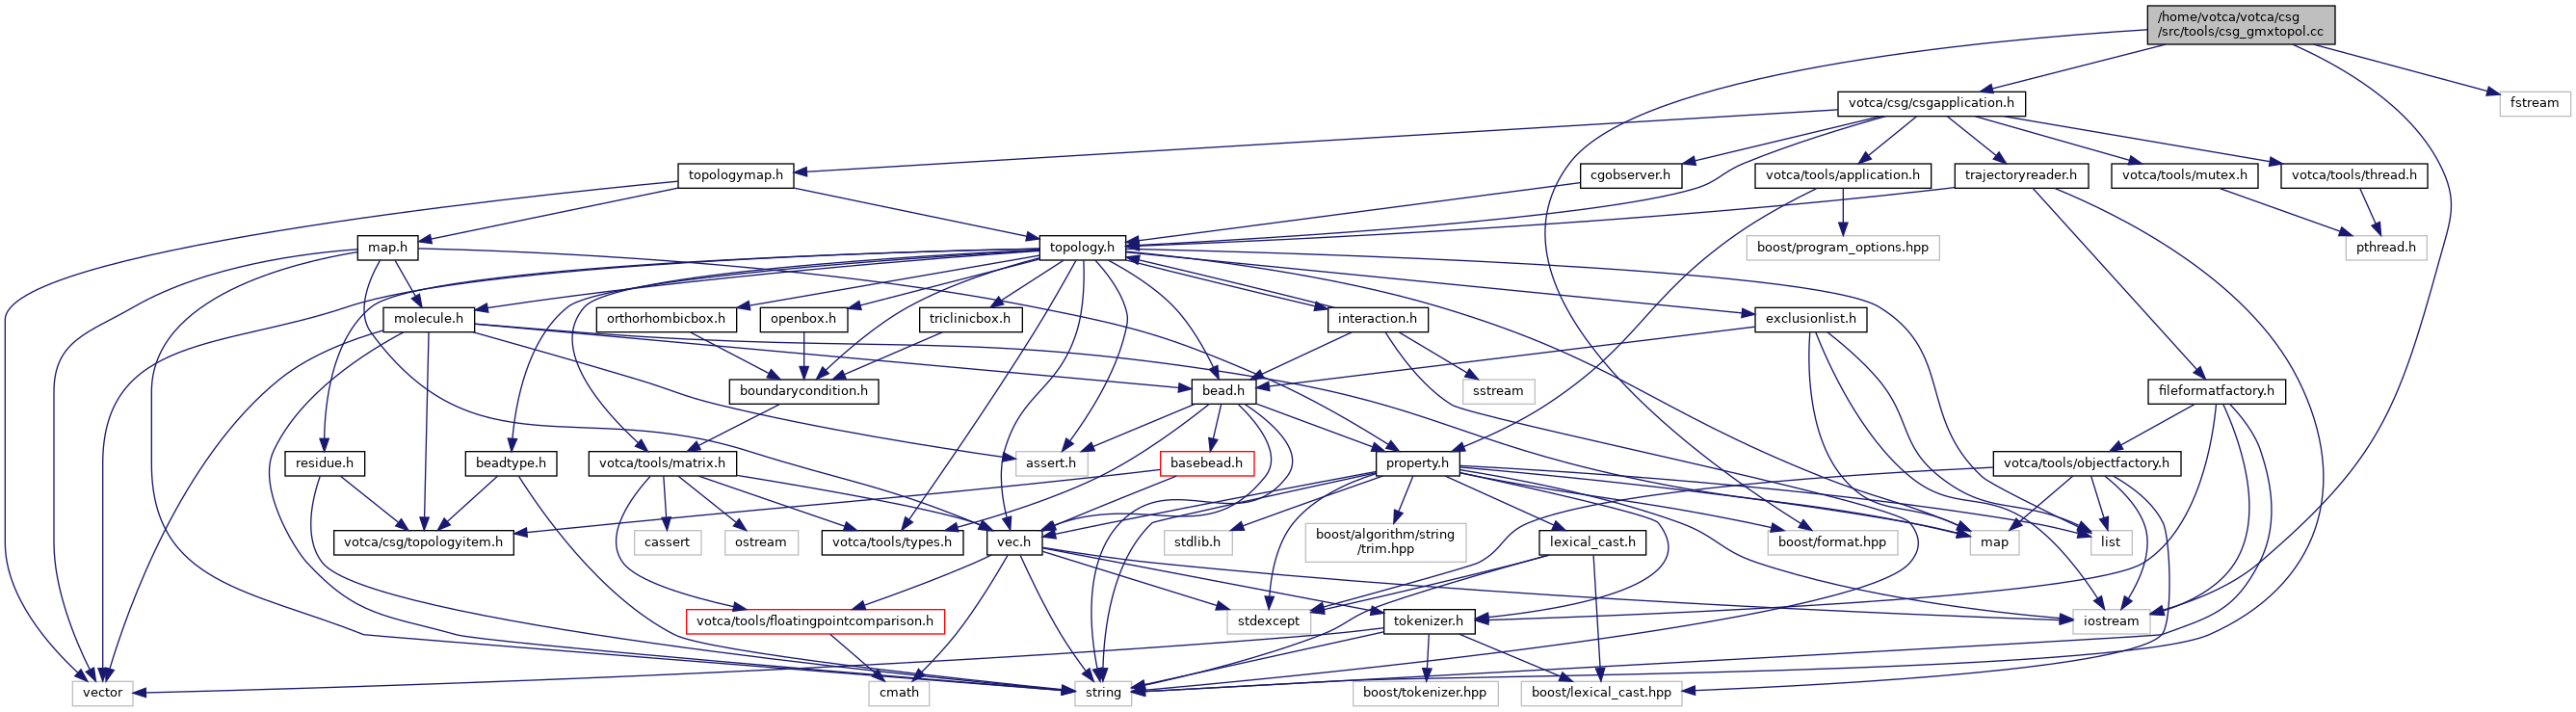 /home/votca/votca/csg
/src/tools/csg_gmxtopol.cc
votca/csg/csgapplication.h
fstream
topologymap.h
cgobserver.h
votca/tools/application.h
trajectoryreader.h
votca/tools/mutex.h
votca/tools/thread.h
map.h
topology.h
boost/program_options.hpp
pthread.h
molecule.h
orthorhombicbox.h
openbox.h
triclinicbox.h
interaction.h
exclusionlist.h
boundarycondition.h
bead.h
sstream
fileformatfactory.h
residue.h
beadtype.h
votca/tools/matrix.h
assert.h
basebead.h
property.h
votca/tools/objectfactory.h
votca/csg/topologyitem.h
cassert
ostream
votca/tools/types.h
vec.h
stdlib.h
boost/algorithm/string
/trim.hpp
lexical_cast.h
boost/format.hpp
map
list
votca/tools/floatingpointcomparison.h
stdexcept
tokenizer.h
iostream
vector
cmath
string
boost/tokenizer.hpp
boost/lexical_cast.hpp